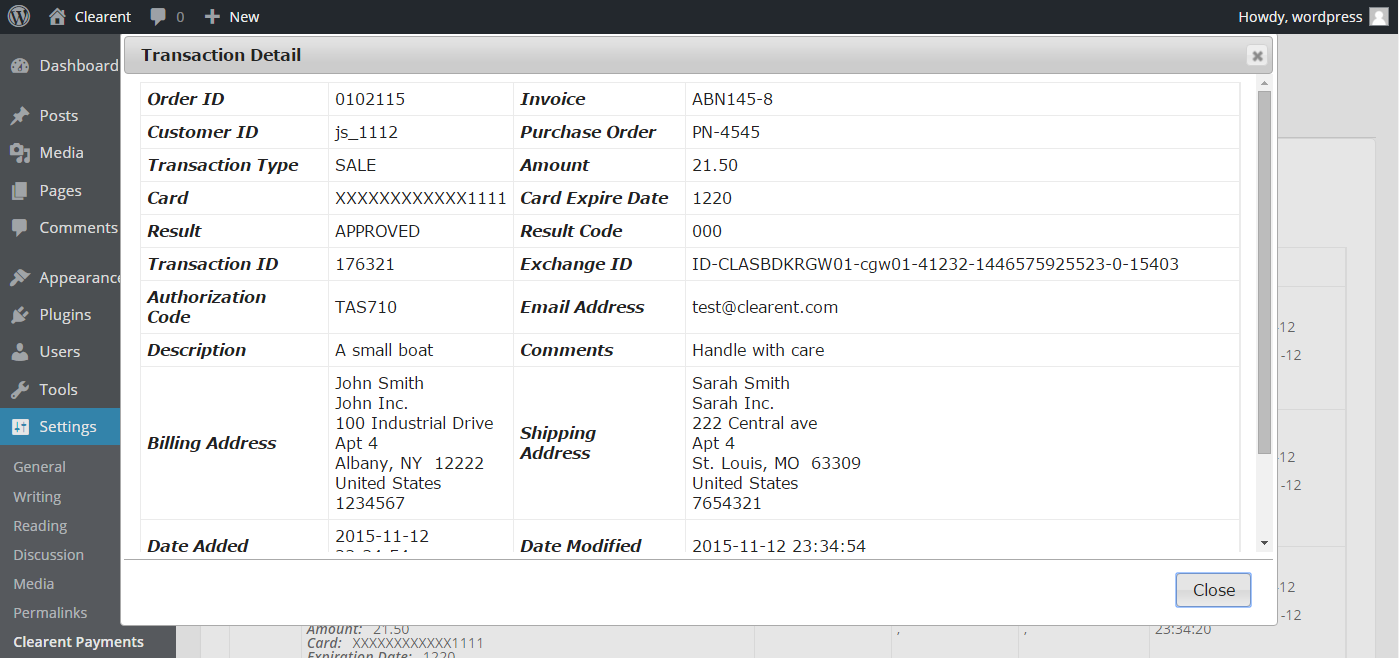 Clearent 0 New Howdy, wordpress
Dashboard
Posts
Media
Pages
Comments
Appearance
Plugins
Users
Tools
Settings
General
Writing
Reading
Discussion
Media
Permalinks
Clearent Payments
Transaction Detail
Order ID 0102115 Invoice ABN145-8
Customer ID js_1112 Purchase Order PN-4545
Transaction Type SALE Amount 21.50
Card XXXXXXXXXXXX1111 Card Expire Date 1220
Result APPROVED Result Code 000
Transaction ID 176321 Exchange ID ID-CLASBDKRGW01-cgw01-41232-1446575925523-0-15403
Authorization
Code TAS710 Email Address test@clearent.com
Description A small boat Comments Handle with care
Billing Address
John Smith
John Inc.
100 Industrial Drive
Apt 4
Albany, NY 12222
United States
1234567
Shipping
Address
Sarah Smith
Sarah Inc.
222 Central ave
Apt 4
St. Louis, MO 63309
United States
7654321
Date Added 2015-11-12
Date Modified 2015-11-12 23:34:54
Close
-12
-12
-12
-12
-12
-12
Amount: 21.50 , , 23:34:20
Card: XXXXXXXXXXXX1111
Expiration Date: 1220